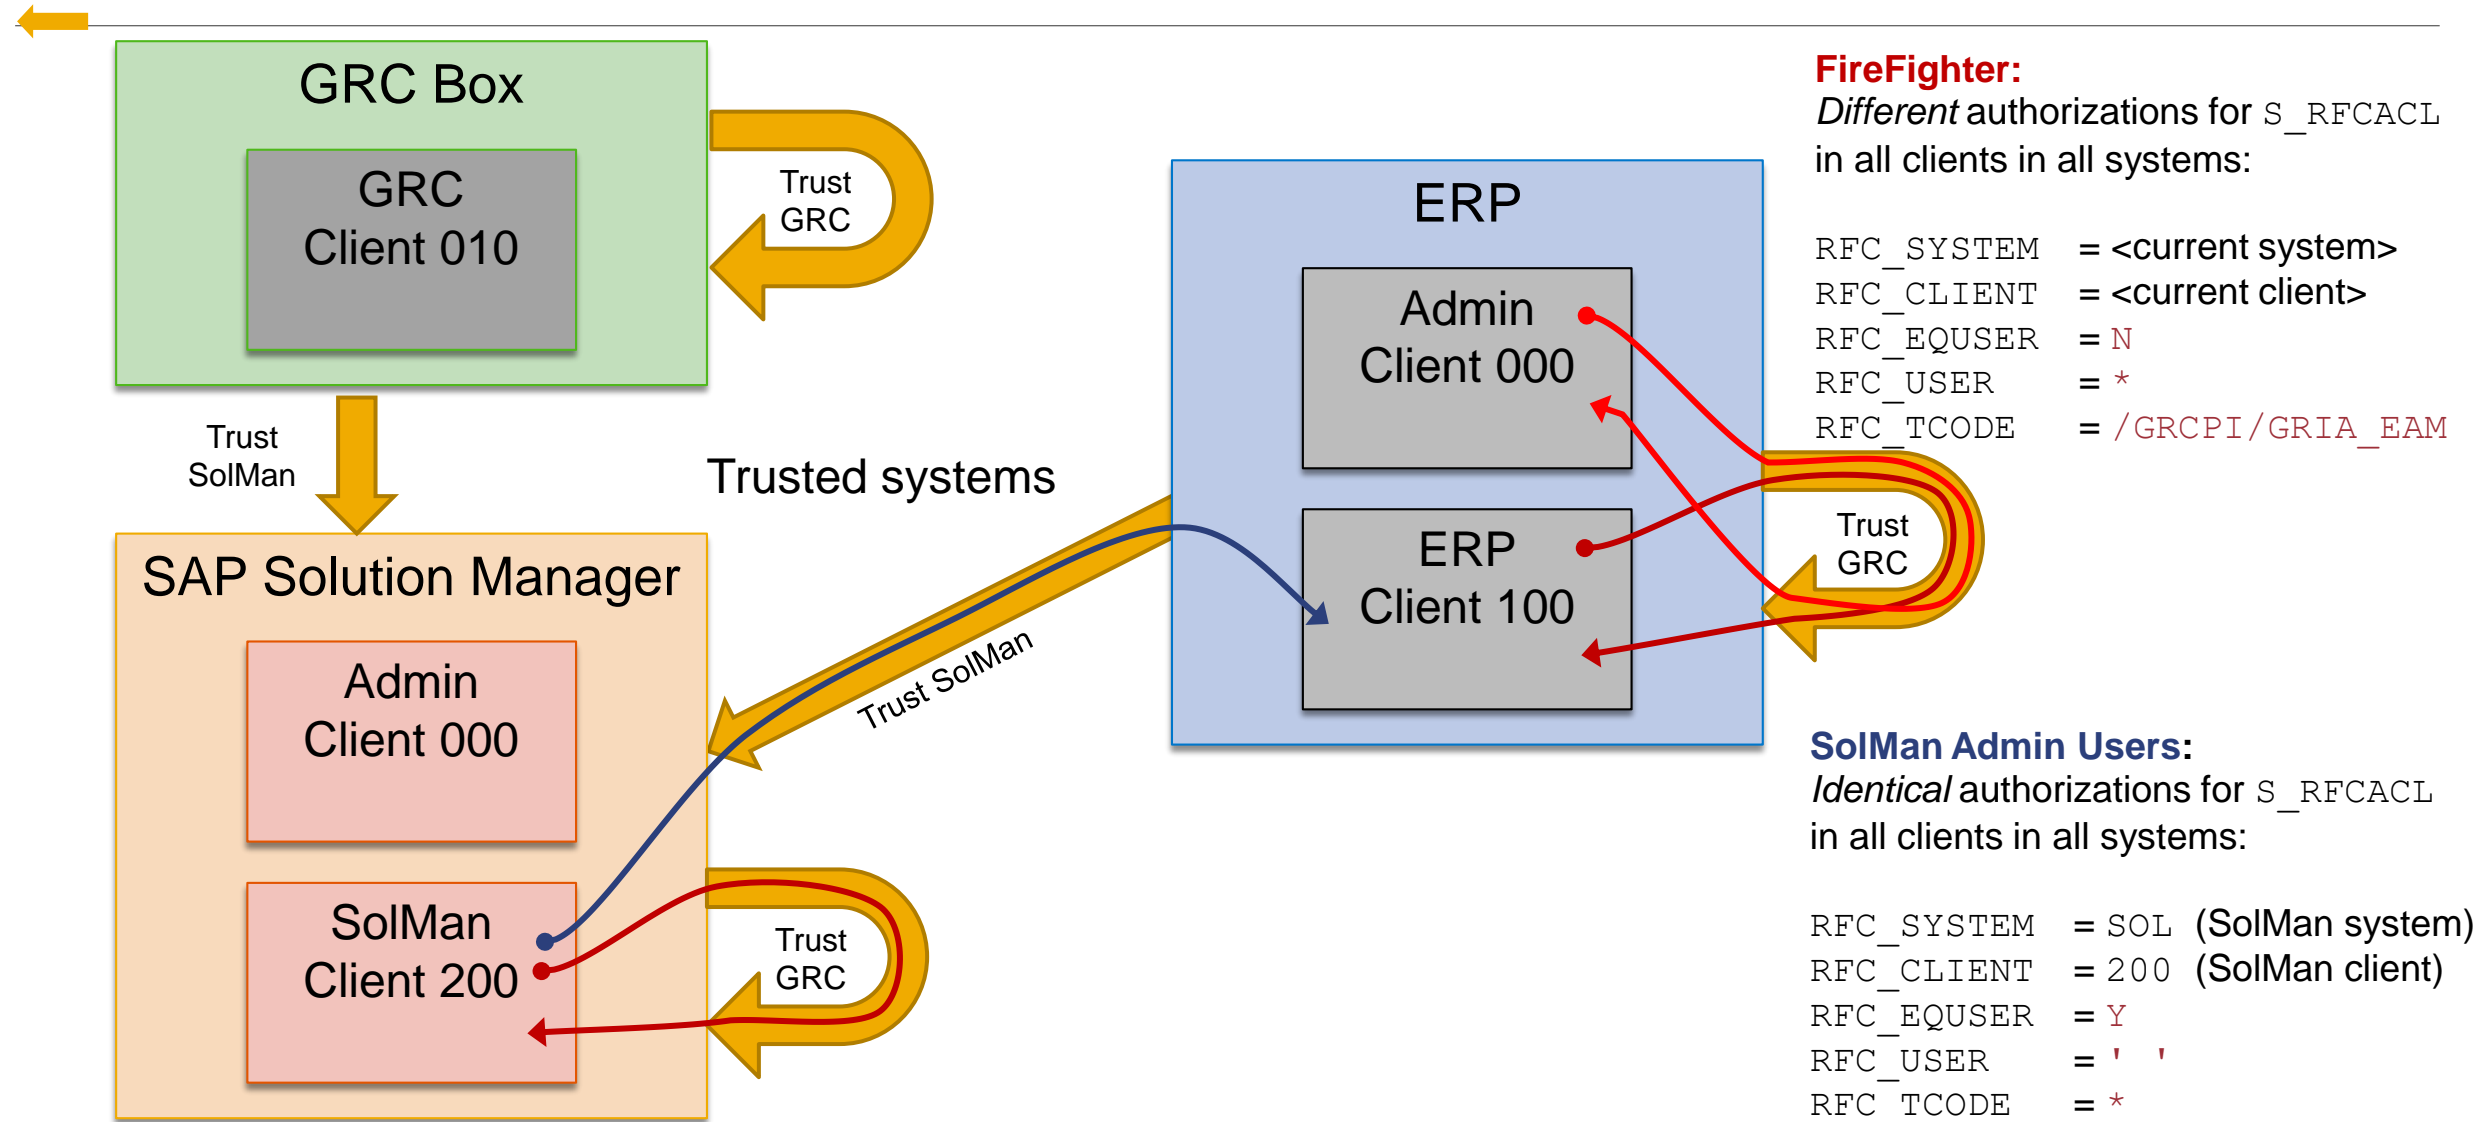 GRC Box
GRC
Client 010
Trust
GRC
Trust
SolMan
SAP Solution Manager
Admin
Client 000
SolMan
Client 200
Trust
GRC
Trusted systems
Trust SolMan
ERP
Admin
Client 000
ERP
Client 100
Trust
GRC
FireFighter:
Different authorizations for S_RFCACL
in all clients in all systems:
RFC_SYSTEM = <current system>
RFC_CLIENT = <current client>
RFC_EQUSER = N
RFC_USER = *
RFC_TCODE = /GRCPI/GRIA_EAM
SolMan Admin Users:
Identical authorizations for S_RFCACL
in all clients in all systems:
RFC_SYSTEM = SOL (SolMan system)
RFC_CLIENT = 200 (SolMan client)
RFC_EQUSER = Y
RFC_USER = ' '
RFC_TCODE = *